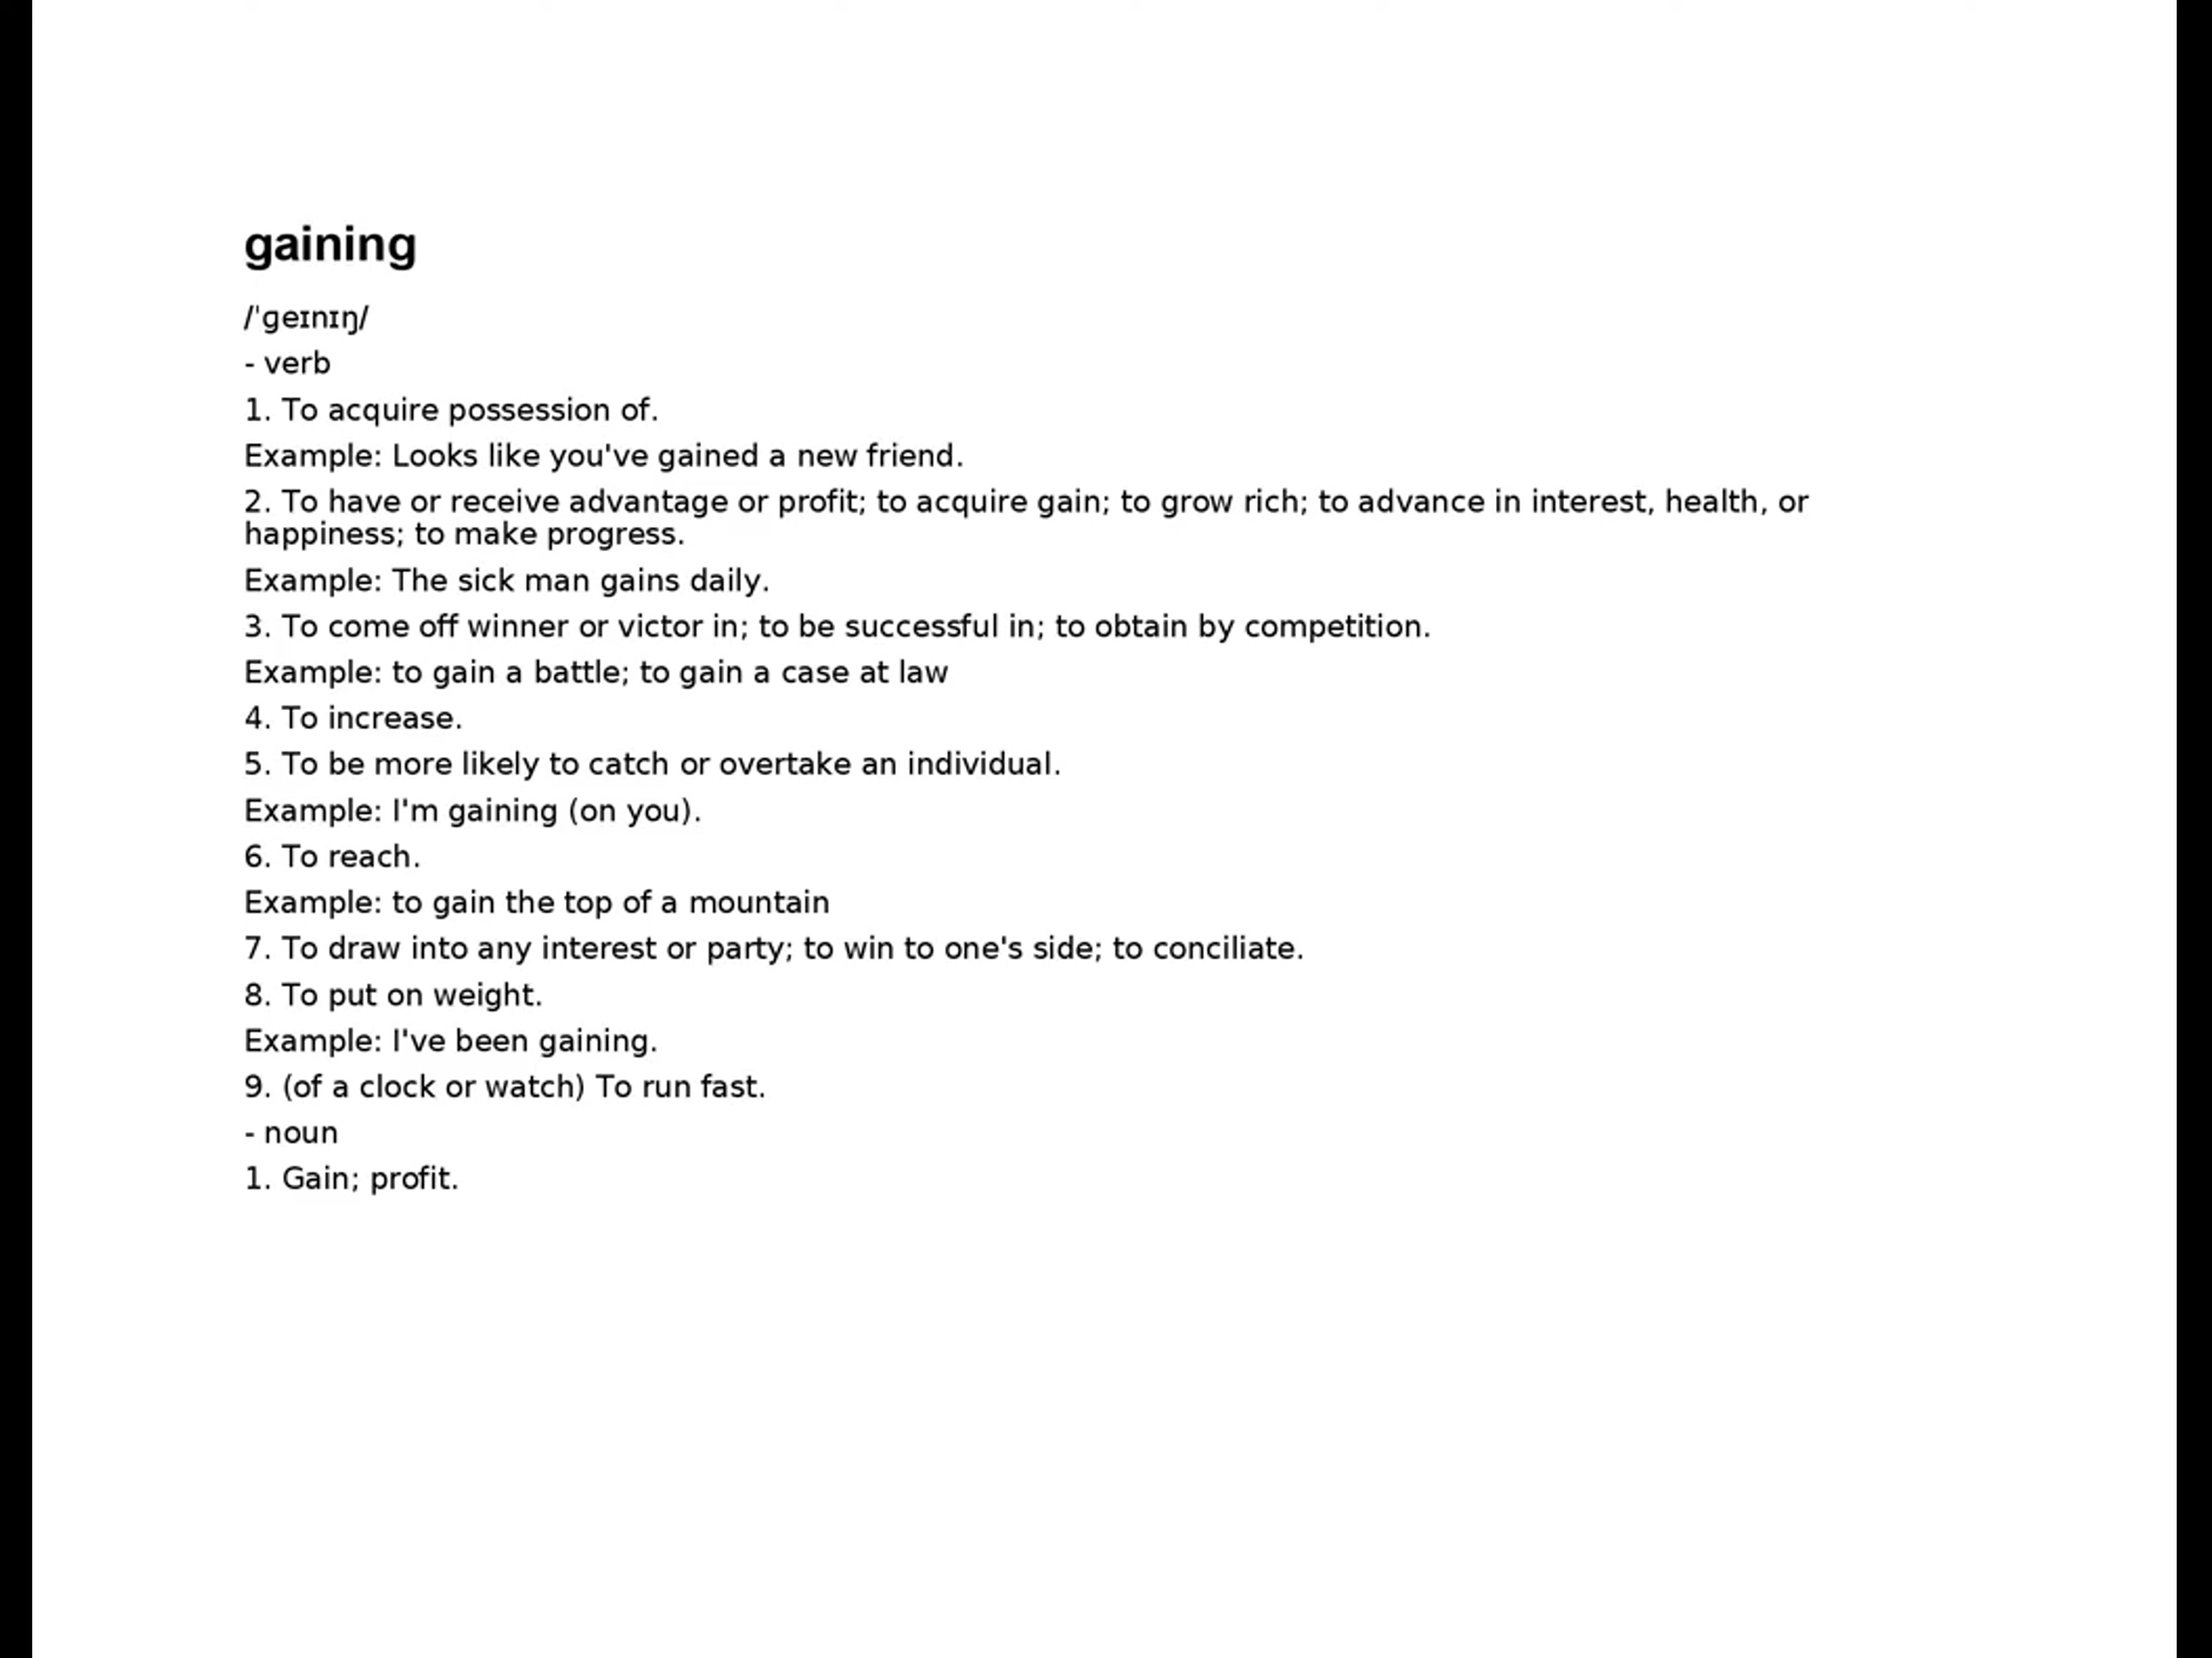 gaining
/ˈɡeɪnɪŋ/
- verb
1. To acquire possession of.
Example: Looks like you've gained a new friend.
2. To have or receive advantage or profit; to acquire gain; to grow rich; to advance in interest, health, or
happiness; to make progress.
Example: The sick man gains daily.
3. To come off winner or victor in; to be successful in; to obtain by competition.
Example: to gain a battle; to gain a case at law
4. To increase.
5. To be more likely to catch or overtake an individual.
Example: I'm gaining (on you).
6. To reach.
Example: to gain the top of a mountain
7. To draw into any interest or party; to win to one's side; to conciliate.
8. To put on weight.
Example: I've been gaining.
9. (of a clock or watch) To run fast.
- noun
1. Gain; profit.